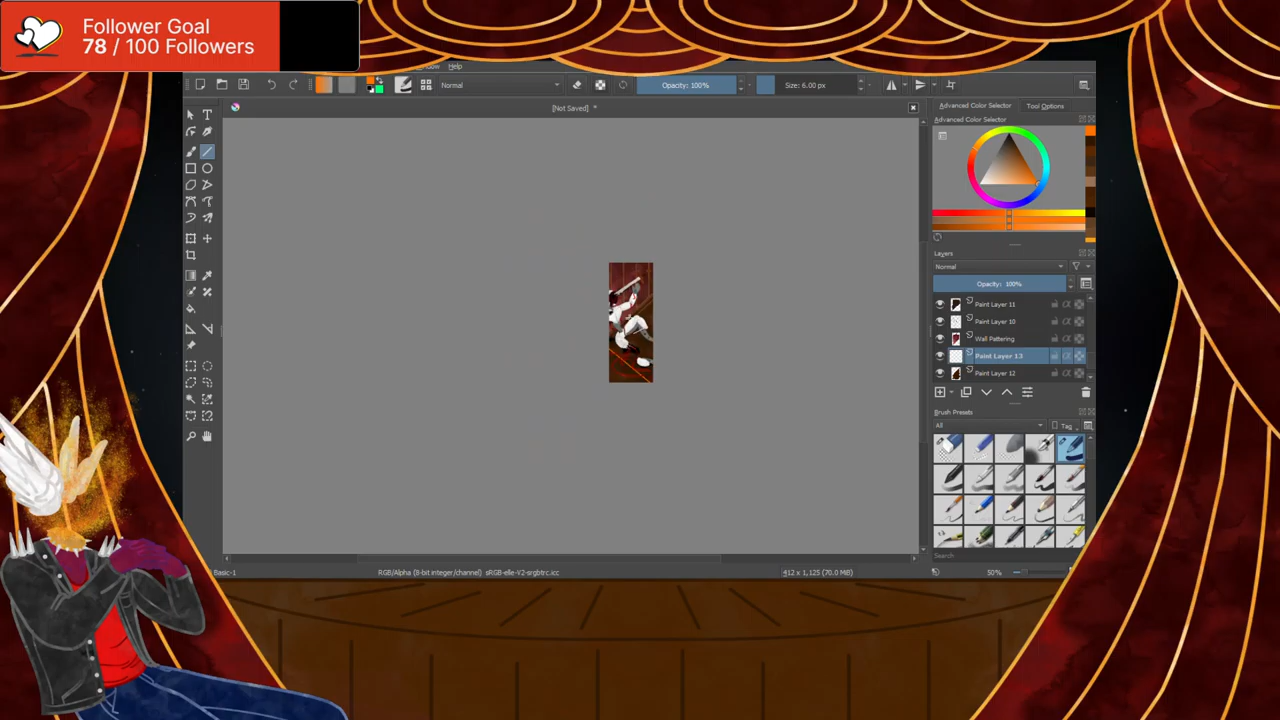 Follower Goal
78 / 100 Followers
Help
Normal
Opacity: 100%
Size: 6.00 px
[Not Saved] *
Advanced Color Selector
Tool Options
Advanced Color Selector
Layers
Normal
Opacity: 100%
Paint Layer 11
Paint Layer 10
Wall Pattering
Paint Layer 13
Paint Layer 12
Brush Presets
All
Tag
Search
Basic-1
RGB/Alpha (8-bit integer/channel) sRGB-elle-V2-srgbtrc.icc
412 x 1,125 (70.0 MiB)
50%